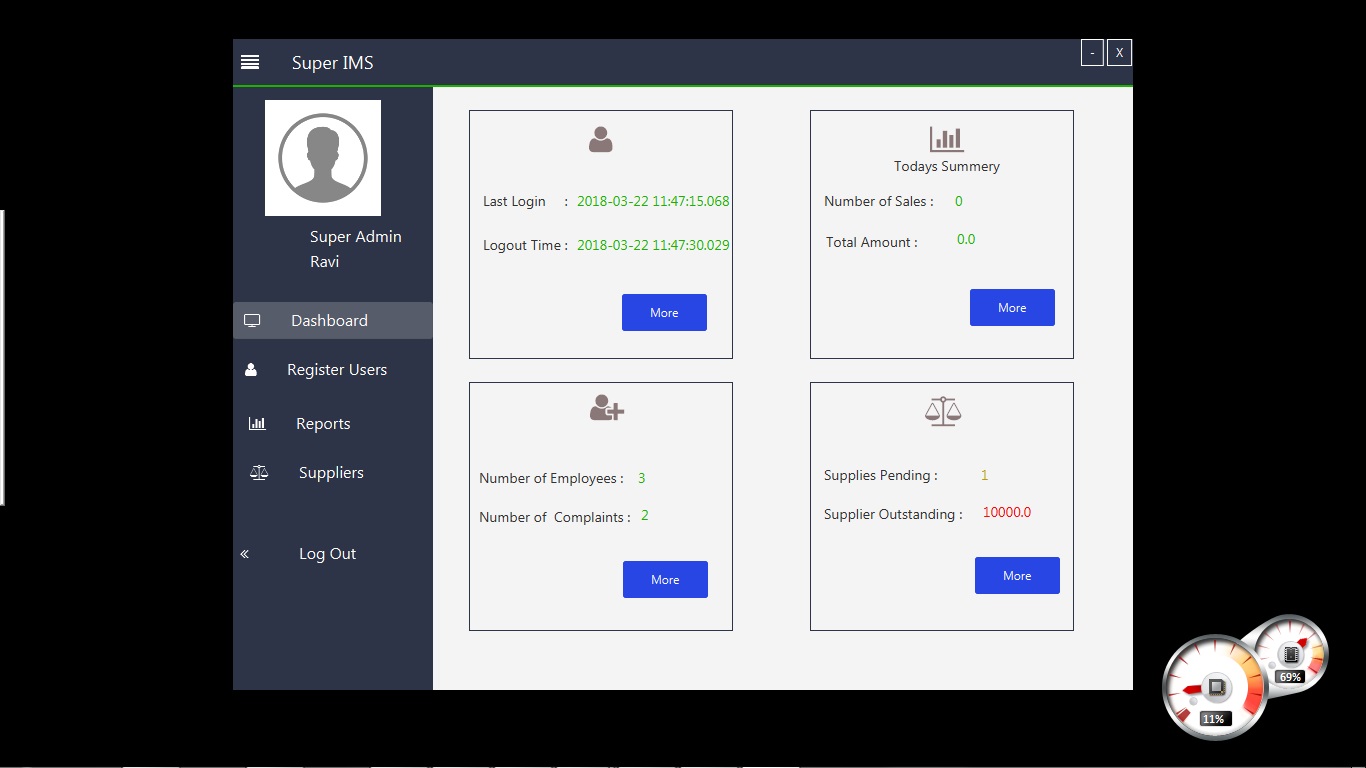 Super IMS
- X
Super Admin
Ravi
Dashboard
Register Users
Reports
Suppliers
Log Out
Last Login : 2018-03-22 11:47:15.068
Logout Time : 2018-03-22 11:47:30.029
More
Todays Summery
Number of Sales : 0
Total Amount : 0.0
More
Number of Employees : 3
Number of Complaints : 2
More
Supplies Pending : 1
Supplier Outstanding : 10000.0
More
69%
11%